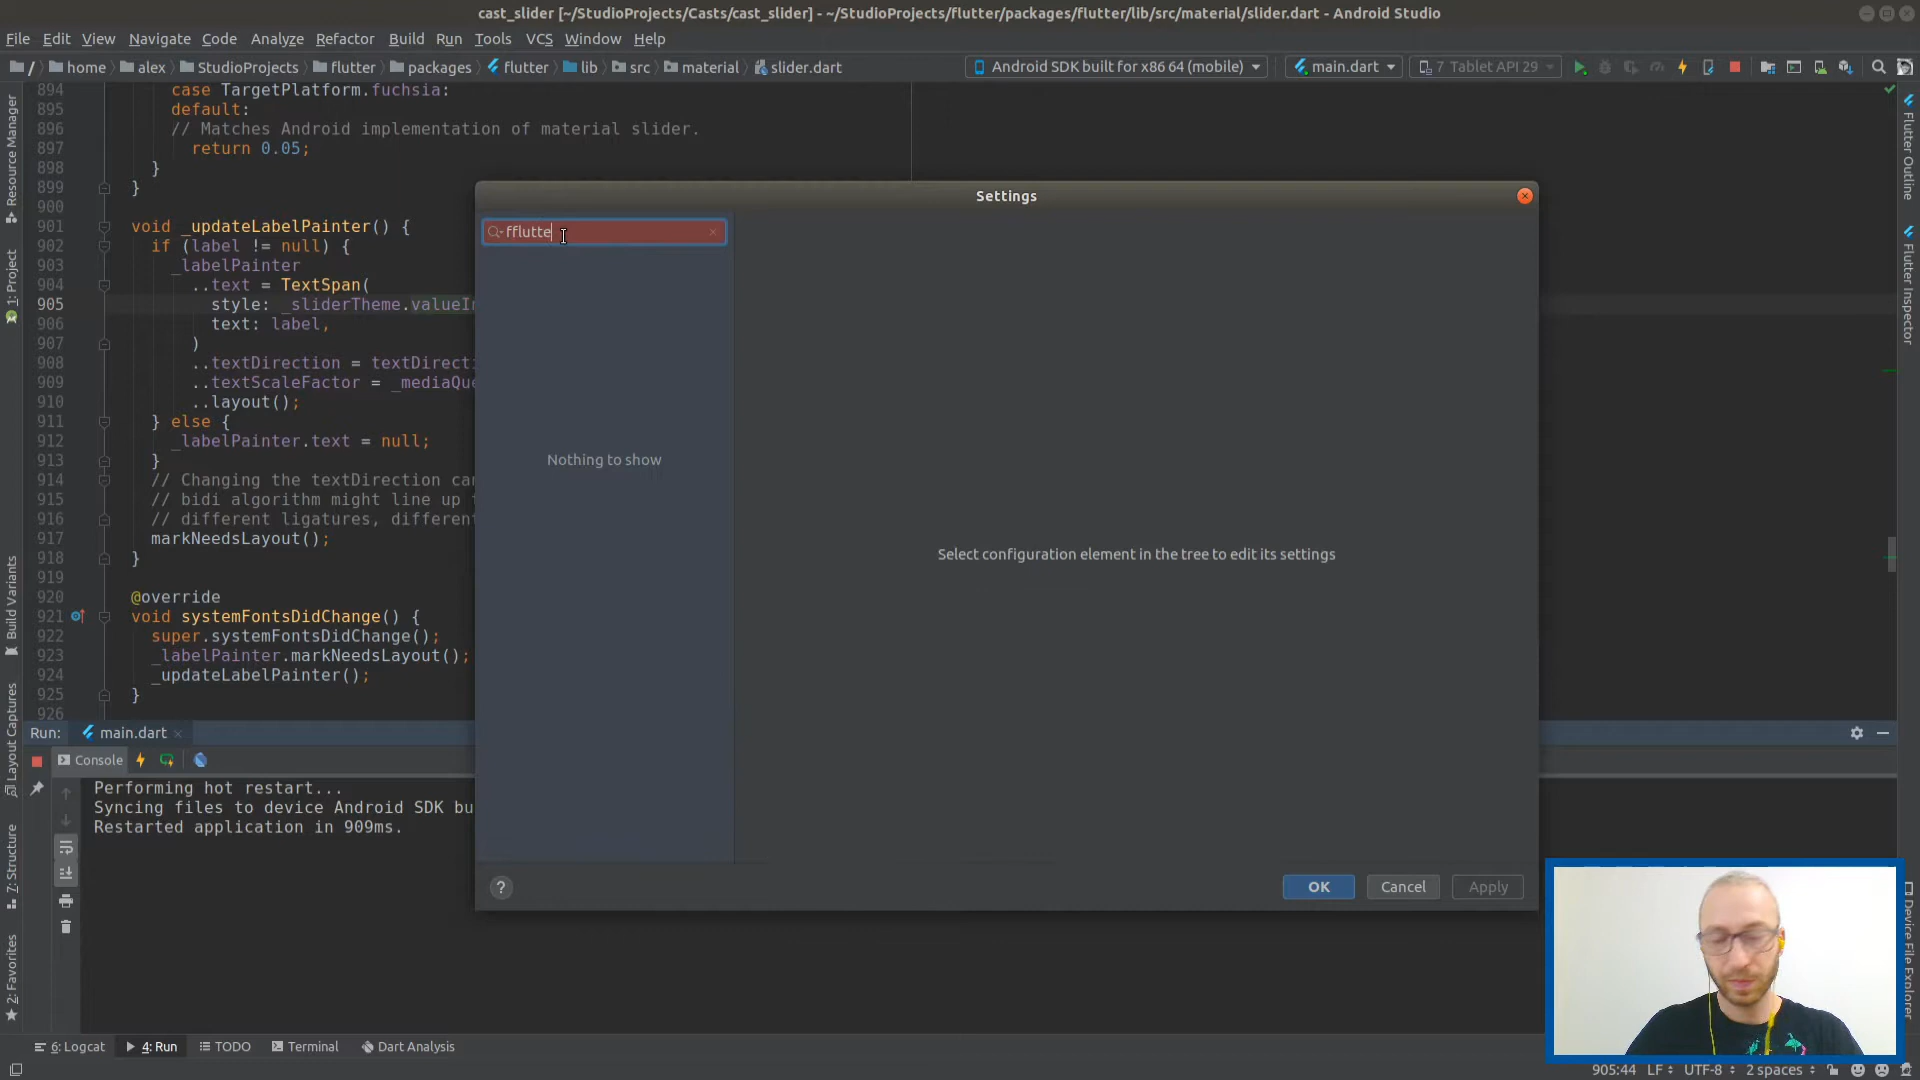 cast_slider [~/StudioProjects/Casts/cast_slider] - ~/StudioProjects/flutter/packages/flutter/lib/src/material/slider.dart - Android Studio
File Edit View Navigate Code Analyze Refactor Build Run Tools VCS Window Help
/ home alex StudioProjects flutter packages flutter lib src material slider.dart Android SDK built for x86 64 (mobile) main.dart 7 Tablet API 29
894 case TargetPlatform.fuchsia:
895 default:
896 // Matches Android implementation of material slider.
897 return 0.05;
898 }
899 }
900
901 void _updateLabelPainter() {
902 if (label != null) {
903 _labelPainter
904 ..text = TextSpan(
905 style: _sliderTheme.valueIn
906 text: label,
907 )
908 ..textDirection = textDirecti
909 ..textScaleFactor = _mediaQue
910 ..layout();
911 } else {
912 _labelPainter.text = null;
913 }
914 // Changing the textDirection can
915 // bidi algorithm might line up
916 // different ligatures, different
917 markNeedsLayout();
918 }
919
920 @override
921 void systemFontsDidChange() {
922 super.systemFontsDidChange();
923 _labelPainter.markNeedsLayout();
924 _updateLabelPainter();
925 }
926
Settings
fflutte
Nothing to show
Select configuration element in the tree to edit its settings
? OK Cancel Apply
Run: main.dart
Console
Performing hot restart...
Syncing files to device Android SDK bu
Restarted application in 909ms.
Resource Manager
1: Project
Build Variants
Layout Captures
7: Structure
2: Favorites
Flutter Outline
Flutter Inspector
Device File Explorer
6: Logcat 4: Run TODO Terminal Dart Analysis
905:44 LF UTF-8 2 spaces